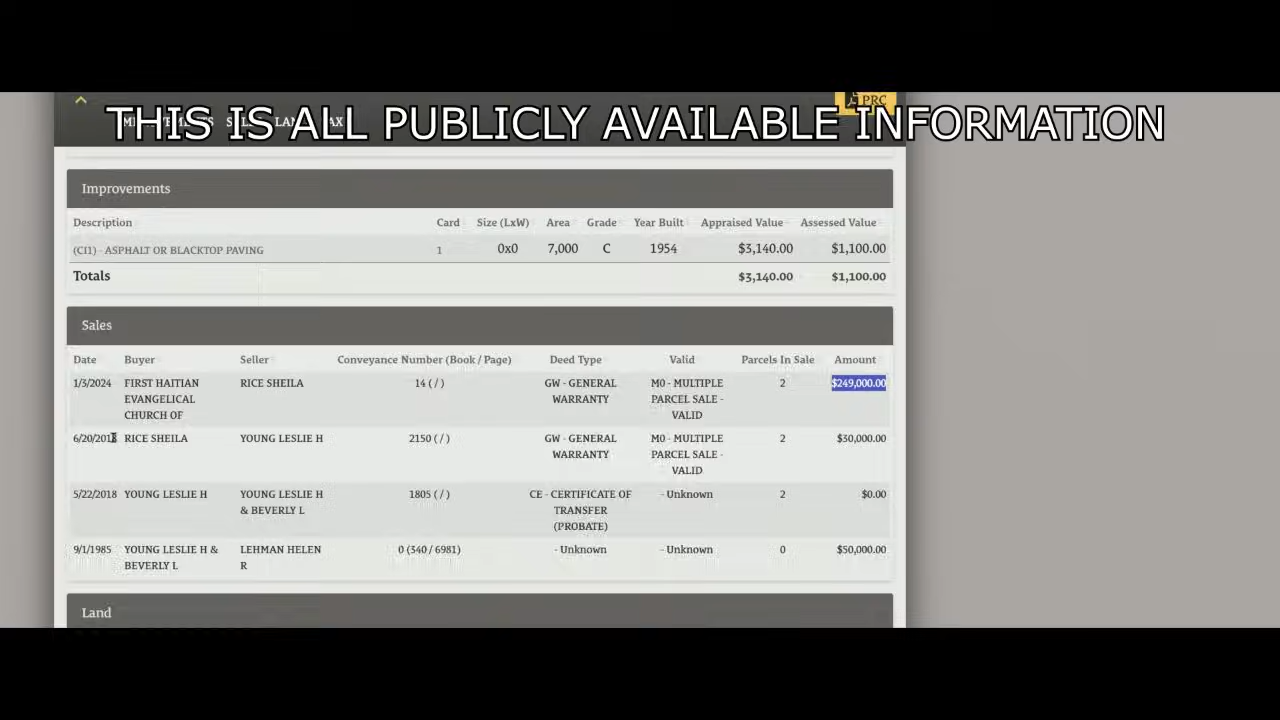 THIS IS ALL PUBLICLY AVAILABLE INFORMATION
PRC
Improvements
Description Card Size (LxW) Area Grade Year Built Appraised Value Assessed Value
(CI1) - ASPHALT OR BLACKTOP PAVING 1 0x0 7,000 C 1954 $3,140.00 $1,100.00
Totals $3,140.00 $1,100.00
Sales
Date Buyer Seller Conveyance Number (Book / Page) Deed Type Valid Parcels In Sale Amount
1/3/2024 FIRST HAITIAN RICE SHEILA 14 ( / ) GW - GENERAL M0 - MULTIPLE 2 $249,000.00
EVANGELICAL WARRANTY PARCEL SALE -
CHURCH OF VALID
6/20/2018 RICE SHEILA YOUNG LESLIE H 2150 ( / ) GW - GENERAL M0 - MULTIPLE 2 $30,000.00
WARRANTY PARCEL SALE -
VALID
5/22/2018 YOUNG LESLIE H YOUNG LESLIE H 1805 ( / ) CE - CERTIFICATE OF - Unknown 2 $0.00
& BEVERLY L TRANSFER
(PROBATE)
9/1/1985 YOUNG LESLIE H & LEHMAN HELEN 0 (340 / 6981) - Unknown - Unknown 0 $50,000.00
BEVERLY L R
Land